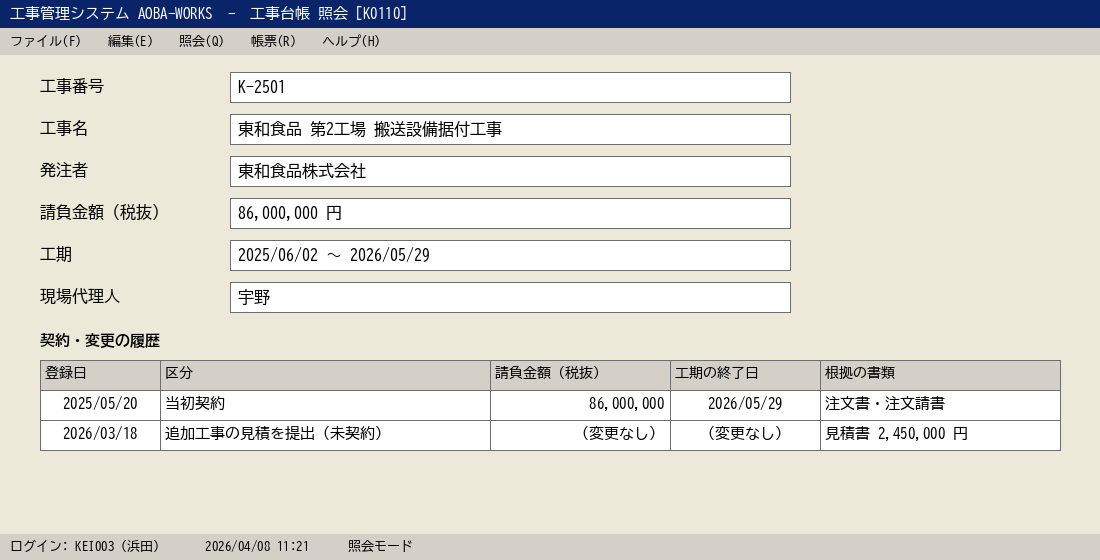 工事管理システム AOBA-WORKS － 工事台帳 照会 [K0110]
ファイル(F) 編集(E) 照会(Q) 帳票(R) ヘルプ(H)
工事番号 K-2501
工事名 東和食品 第2工場 搬送設備据付工事
発注者 東和食品株式会社
請負金額（税抜） 86,000,000 円
工期 2025/06/02 ～ 2026/05/29
現場代理人 宇野
契約・変更の履歴
登録日 区分 請負金額（税抜） 工期の終了日 根拠の書類
2025/05/20 当初契約 86,000,000 2026/05/29 注文書・注文請書
2026/03/18 追加工事の見積を提出（未契約） （変更なし） （変更なし） 見積書 2,450,000 円
ログイン: KEI003（浜田） 2026/04/08 11:21 照会モード